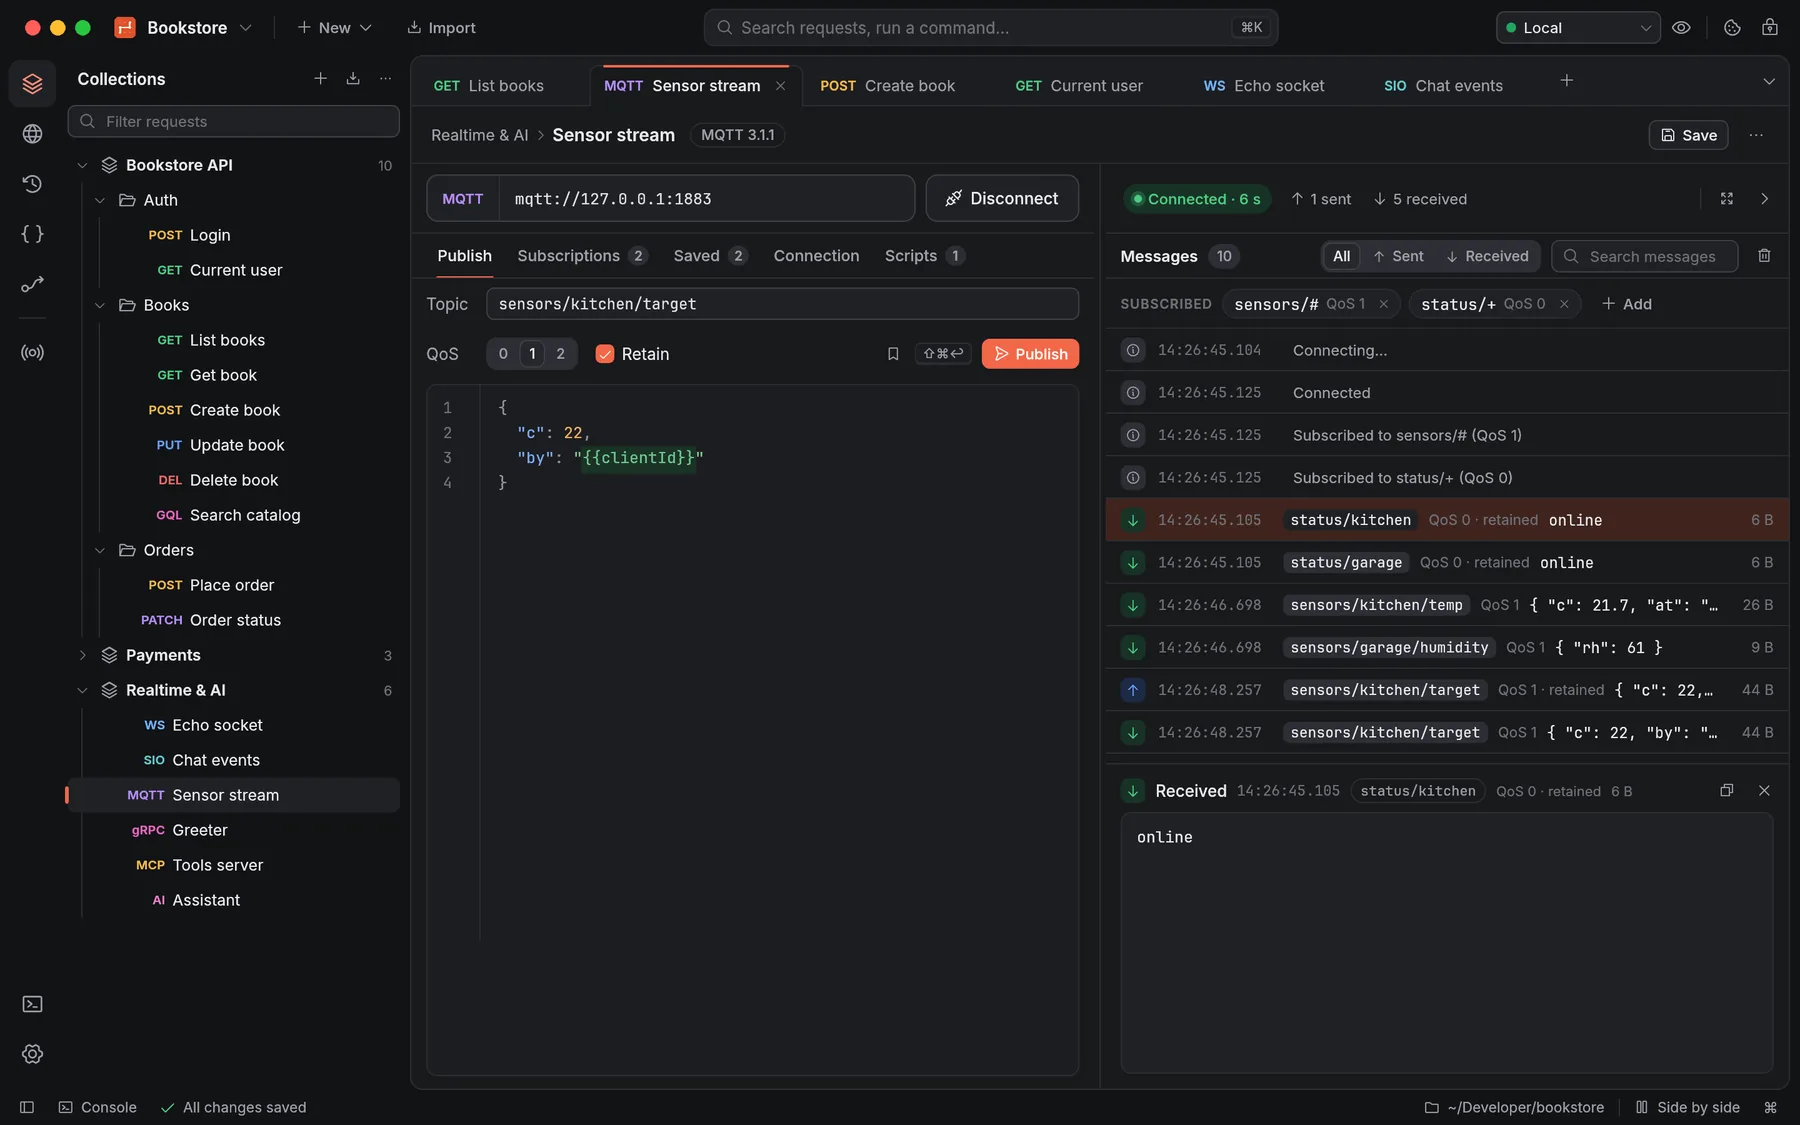 Bookstore
New
Import
Search requests, run a command...
⌘K
Local
Collections
Filter requests
Bookstore API 10
Auth
POST Login
GET Current user
Books
GET List books
GET Get book
POST Create book
PUT Update book
DEL Delete book
GQL Search catalog
Orders
POST Place order
PATCH Order status
Payments 3
Realtime & AI 6
WS Echo socket
SIO Chat events
MQTT Sensor stream
gRPC Greeter
MCP Tools server
AI Assistant
GET List books
MQTT Sensor stream
POST Create book
GET Current user
WS Echo socket
SIO Chat events
Realtime & AI > Sensor stream MQTT 3.1.1
Save
MQTT mqtt://127.0.0.1:1883
Disconnect
Publish
Subscriptions 2
Saved 2
Connection
Scripts 1
Topic sensors/kitchen/target
QoS 0 1 2 Retain
⇧⌘↩
Publish
1 {
2 "c": 22,
3 "by": "{{clientId}}"
4 }
Connected · 6 s
↑ 1 sent
↓ 5 received
Messages 10
All ↑ Sent ↓ Received
Search messages
SUBSCRIBED sensors/# QoS 1 × status/+ QoS 0 × + Add
14:26:45.104 Connecting...
14:26:45.125 Connected
14:26:45.125 Subscribed to sensors/# (QoS 1)
14:26:45.125 Subscribed to status/+ (QoS 0)
14:26:45.105 status/kitchen QoS 0 · retained online 6 B
14:26:45.105 status/garage QoS 0 · retained online 6 B
14:26:46.698 sensors/kitchen/temp QoS 1 { "c": 21.7, "at": "… 26 B
14:26:46.698 sensors/garage/humidity QoS 1 { "rh": 61 } 9 B
14:26:48.257 sensors/kitchen/target QoS 1 · retained { "c": 22,… 44 B
14:26:48.257 sensors/kitchen/target QoS 1 { "c": 22, "by": "… 44 B
Received 14:26:45.105 status/kitchen QoS 0 · retained 6 B
online
Console
All changes saved
~/Developer/bookstore
Side by side
⌘